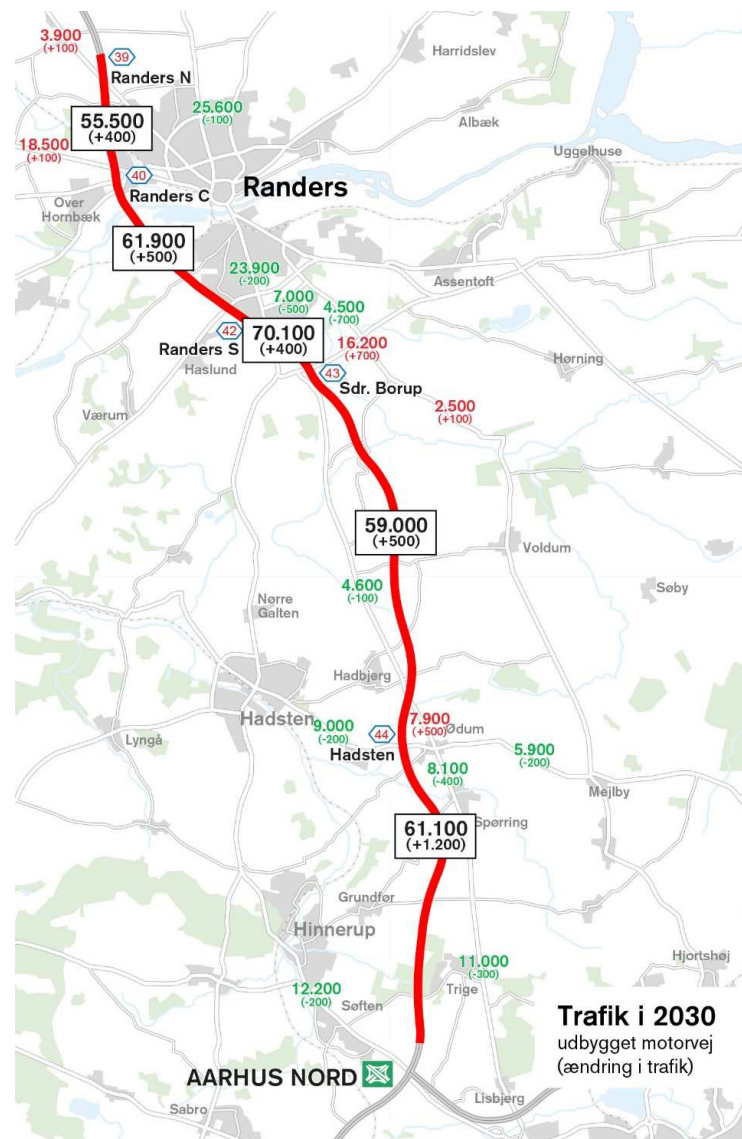 3.900
(+100)
39
Randers N
Harridslev
55.500
(+400)
25.600
(-100)
Albæk
18.500
(+100)
Uggelhuse
40
Randers C
Randers
Over
Hornbæk
61.900
(+500)
23.900
(-200)
Assentoft
7.000
(-500)
4.500
(-700)
42
Randers S
70.100
(+400)
16.200
(+700)
Haslund
43
Sdr. Borup
Hørning
Værum
2.500
(+100)
59.000
(+500)
Voldum
4.600
(-100)
Søby
Nørre
Galten
Hadbjerg
Hadsten
9.000
(-200)
44
Hadsten
7.900
(+500)
Ødum
Lyngå
5.900
(-200)
8.100
(-400)
Mejlby
61.100
(+1.200)
Spørring
Grundfør
Hinnerup
11.000
(-300)
Hjortshøj
12.200
(-200)
Søften
Trige
Trafik i 2030
udbygget motorvej
(ændring i trafik)
AARHUS NORD
Lisbjerg
Sabro